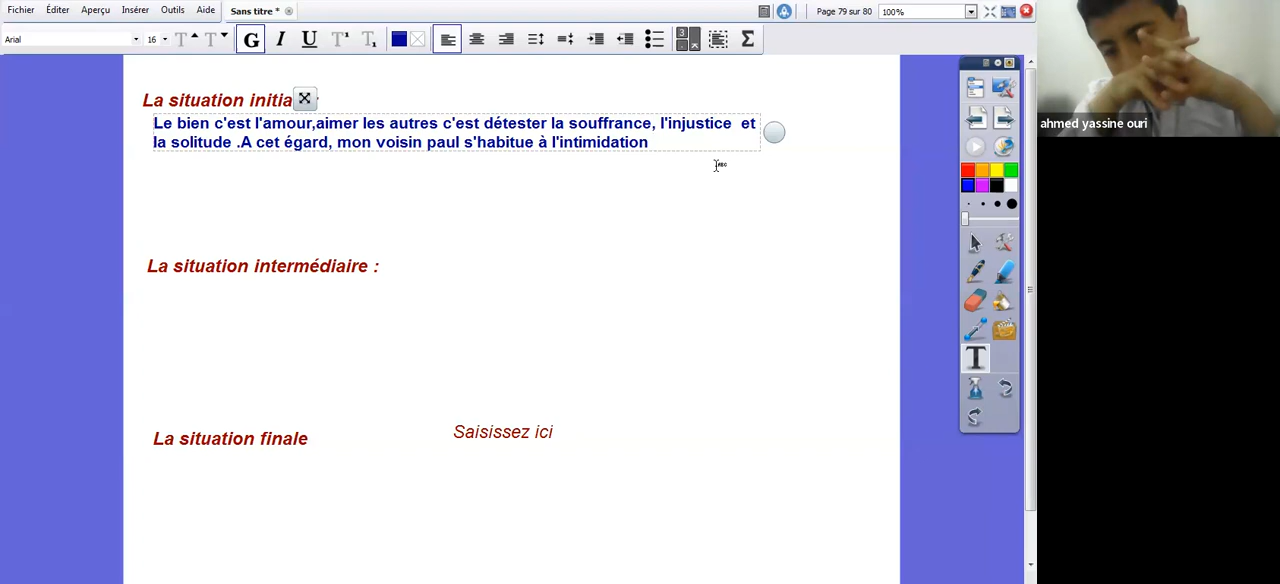 Fichier Éditer Aperçu Insérer Outils Aide Sans titre * Page 79 sur 80 100%
Arial 16 T T G I U T¹ T₁ Σ
ahmed yassine ouri
La situation initia
Le bien c'est l'amour,aimer les autres c'est détester la souffrance, l'injustice et
la solitude .A cet égard, mon voisin paul s'habitue à l'intimidation
La situation intermédiaire :
Saisissez ici
La situation finale